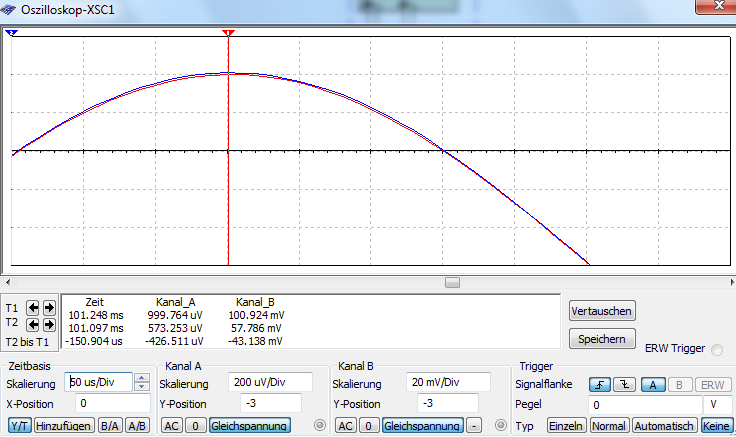 Oszilloskop-XSC1
Zeit Kanal_A Kanal_B
T1 101.248 ms 999.764 uV 100.924 mV
T2 101.097 ms 573.253 uV 57.786 mV
T2 bis T1 -150.904 us -426.511 uV -43.138 mV
Vertauschen
Speichern
ERW Trigger
Zeitbasis Kanal A Kanal B Trigger
Skalierung 50 us/Div Skalierung 200 uV/Div Skalierung 20 mV/Div Signalflanke A B ERW
X-Position 0 Y-Position -3 Y-Position -3 Pegel 0 V
Y/T Hinzufügen B/A A/B AC 0 Gleichspannung AC 0 Gleichspannung - Typ Einzeln Normal Automatisch Keine